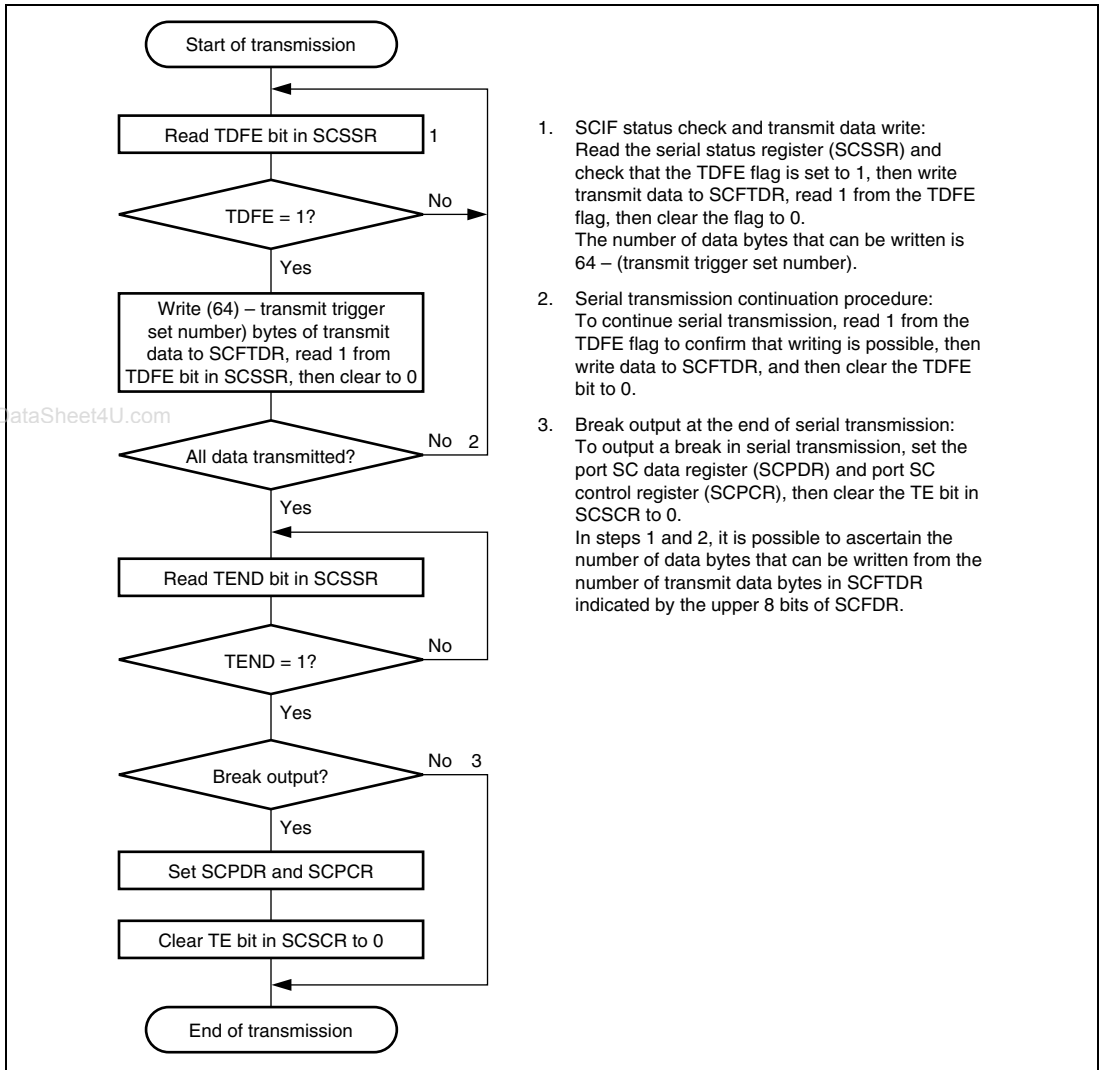 Start of transmission
Read TDFE bit in SCSSR 1
TDFE = 1?
No
Yes
Write (64) – transmit trigger
set number) bytes of transmit
data to SCFTDR, read 1 from
TDFE bit in SCSSR, then clear to 0
All data transmitted?
No 2
Yes
Read TEND bit in SCSSR
TEND = 1?
No
Yes
Break output?
No 3
Yes
Set SCPDR and SCPCR
Clear TE bit in SCSCR to 0
End of transmission
1. SCIF status check and transmit data write:
Read the serial status register (SCSSR) and
check that the TDFE flag is set to 1, then write
transmit data to SCFTDR, read 1 from the TDFE
flag, then clear the flag to 0.
The number of data bytes that can be written is
64 – (transmit trigger set number).
2. Serial transmission continuation procedure:
To continue serial transmission, read 1 from the
TDFE flag to confirm that writing is possible, then
write data to SCFTDR, and then clear the TDFE
bit to 0.
3. Break output at the end of serial transmission:
To output a break in serial transmission, set the
port SC data register (SCPDR) and port SC
control register (SCPCR), then clear the TE bit in
SCSCR to 0.
In steps 1 and 2, it is possible to ascertain the
number of data bytes that can be written from the
number of transmit data bytes in SCFTDR
indicated by the upper 8 bits of SCFDR.
DataSheet4U.com